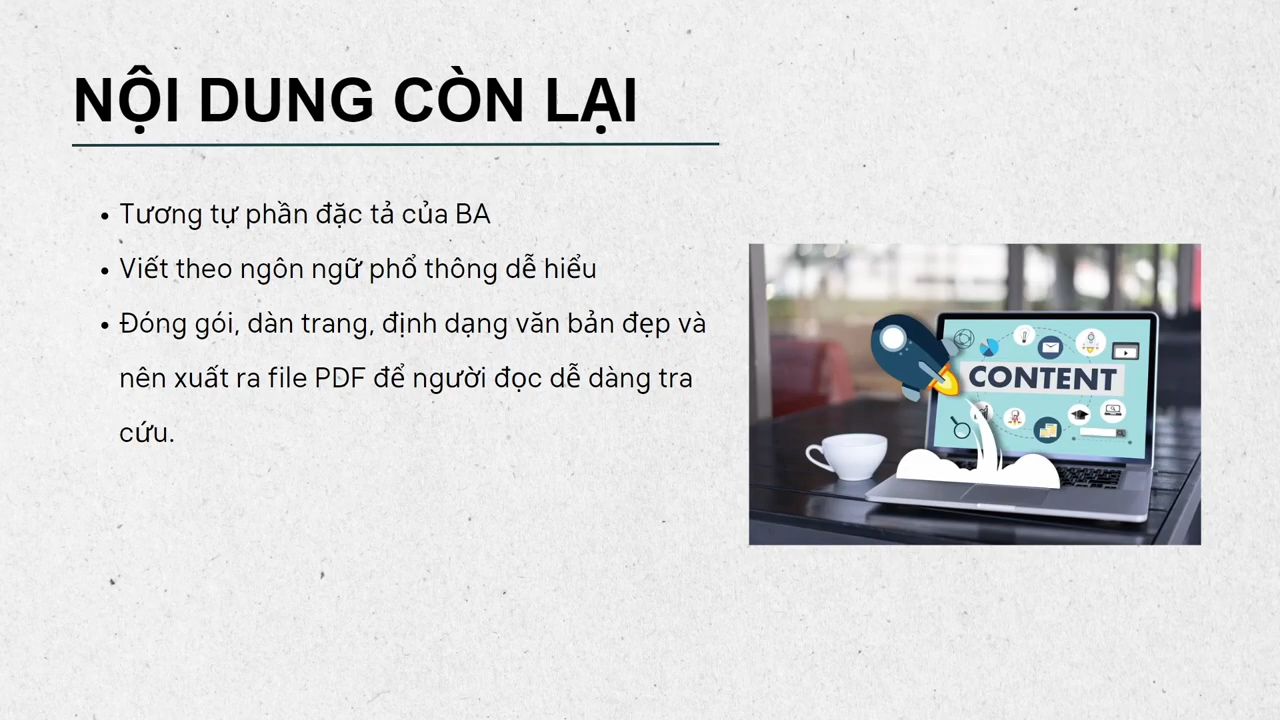 NỘI DUNG CÒN LẠI
• Tương tự phần đặc tả của BA
• Viết theo ngôn ngữ phổ thông dễ hiểu
• Đóng gói, dàn trang, định dạng văn bản đẹp và
nên xuất ra file PDF để người đọc dễ dàng tra
cứu.
CONTENT